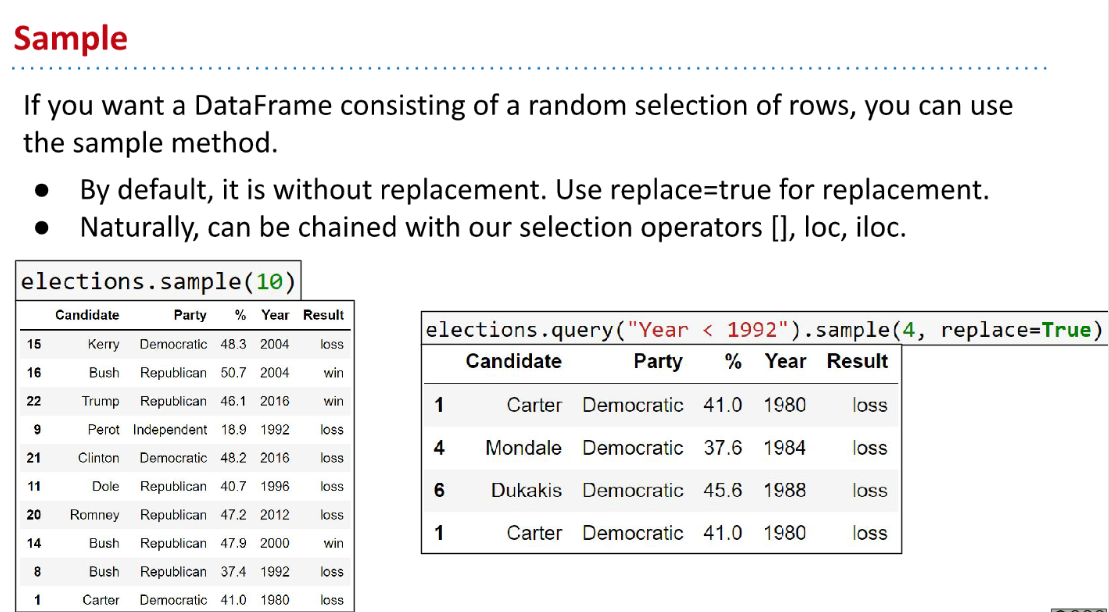 Sample
If you want a DataFrame consisting of a random selection of rows, you can use
the sample method.
● By default, it is without replacement. Use replace=true for replacement.
● Naturally, can be chained with our selection operators [], loc, iloc.
elections.sample(10)
Candidate Party % Year Result
15 Kerry Democratic 48.3 2004 loss
16 Bush Republican 50.7 2004 win
22 Trump Republican 46.1 2016 win
9 Perot Independent 18.9 1992 loss
21 Clinton Democratic 48.2 2016 loss
11 Dole Republican 40.7 1996 loss
20 Romney Republican 47.2 2012 loss
14 Bush Republican 47.9 2000 win
8 Bush Republican 37.4 1992 loss
1 Carter Democratic 41.0 1980 loss
elections.query("Year < 1992").sample(4, replace=True)
Candidate Party % Year Result
1 Carter Democratic 41.0 1980 loss
4 Mondale Democratic 37.6 1984 loss
6 Dukakis Democratic 45.6 1988 loss
1 Carter Democratic 41.0 1980 loss